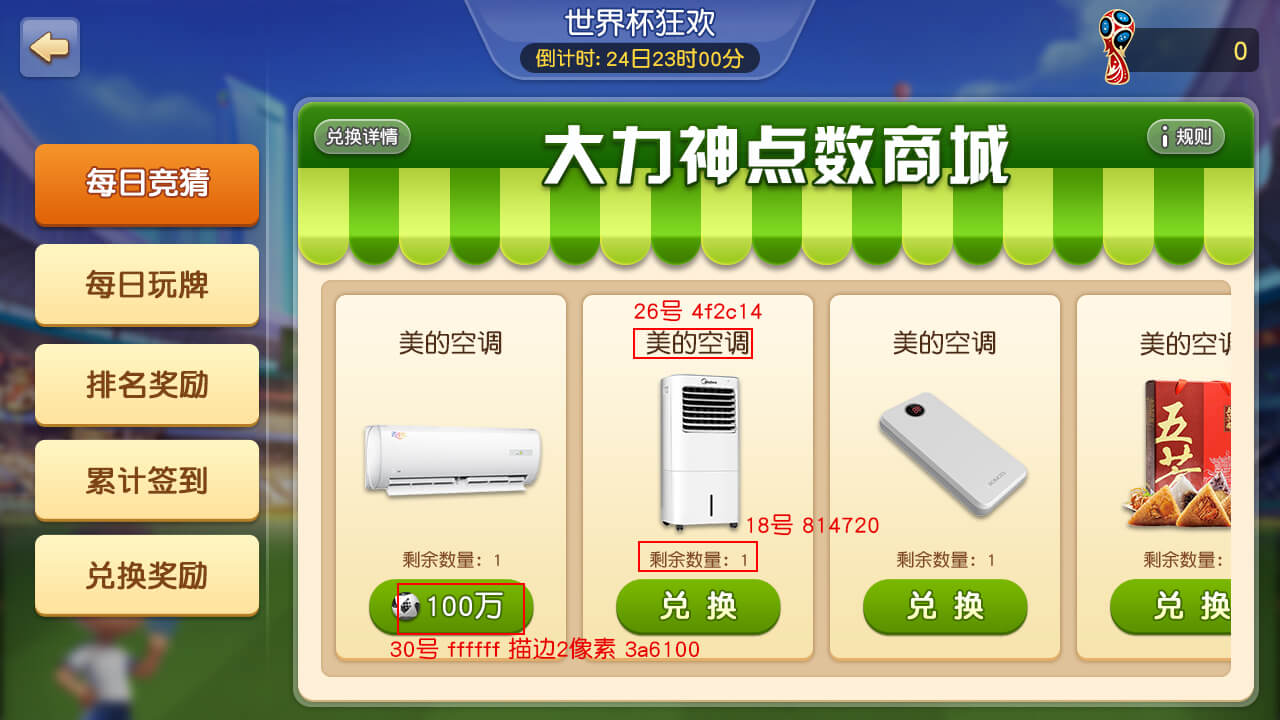 世界杯狂欢
倒计时: 24日23时00分
0
兑换详情
大力神点数商城
规则
每日竞猜
每日玩牌
排名奖励
累计签到
兑换奖励
26号 4f2c14
美的空调
美的空调
美的空调
美的空调
Midea
五芳
18号 814720
剩余数量: 1
剩余数量: 1
剩余数量: 1
剩余数量:
100万
兑 换
兑 换
兑 换
30号 ffffff 描边2像素 3a6100